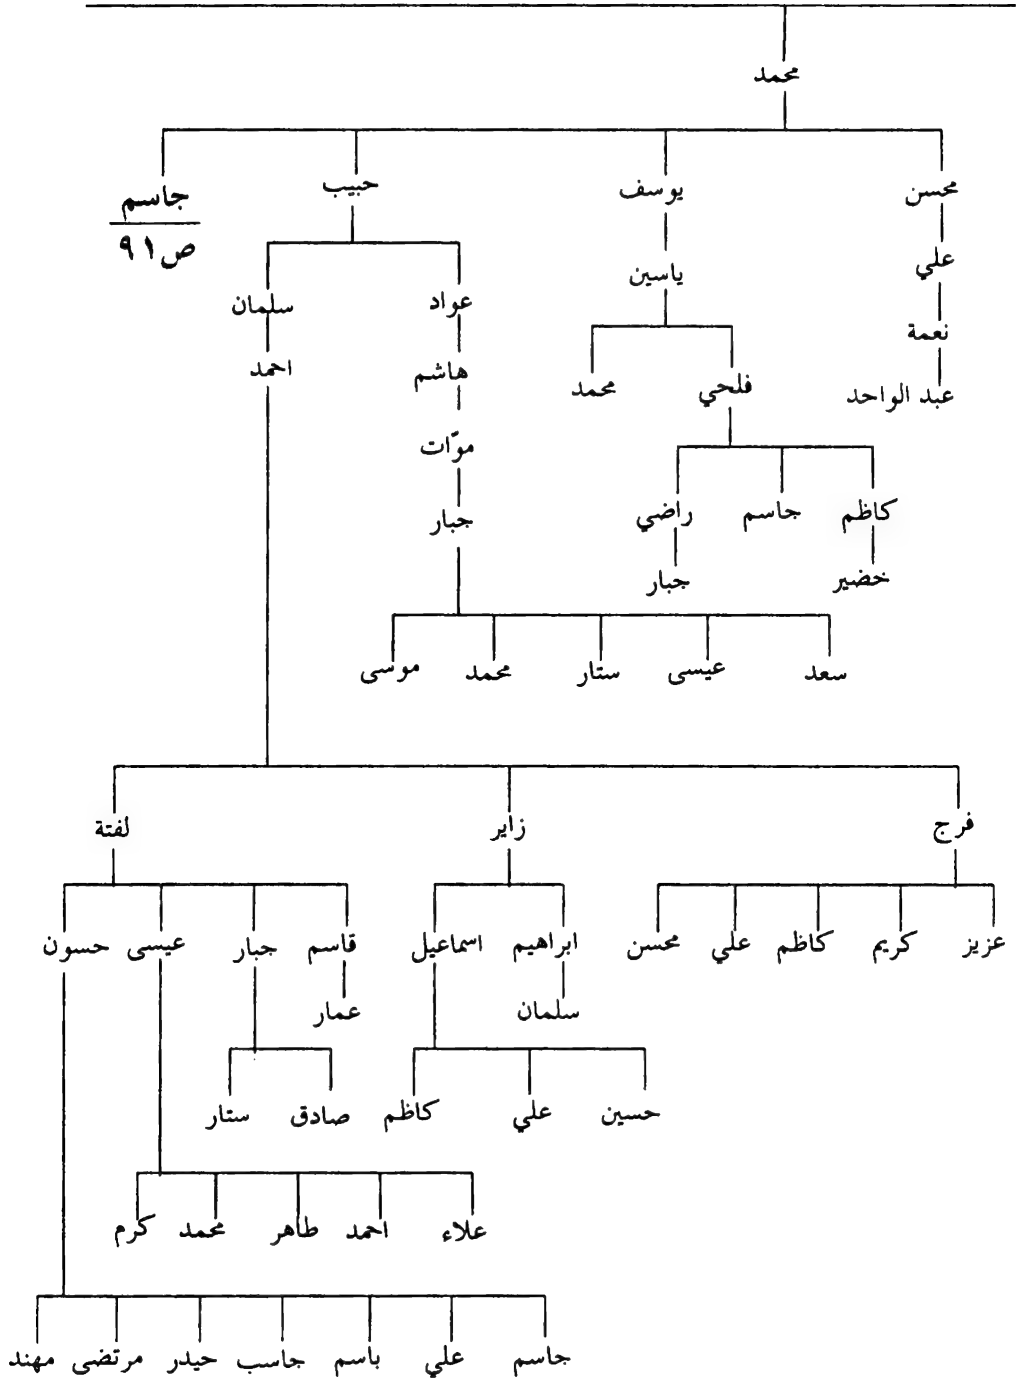 محمد
محسن يوسف حبيب جاسم
ص ٩١
علي ياسين عواد سلمان
نعمة
عبد الواحد فلحي محمد هاشم احمد
موّات
كاظم جاسم راضي جبار
خضير جبار
سعد عيسى ستار محمد موسى
فرج زاير لفتة
عزيز كريم كاظم علي محسن ابراهيم اسماعيل قاسم جبار عيسى حسون
سلمان عمار
حسين علي كاظم صادق ستار
علاء احمد طاهر محمد كرم
جاسم علي باسم جاسب حيدر مرتضى مهند